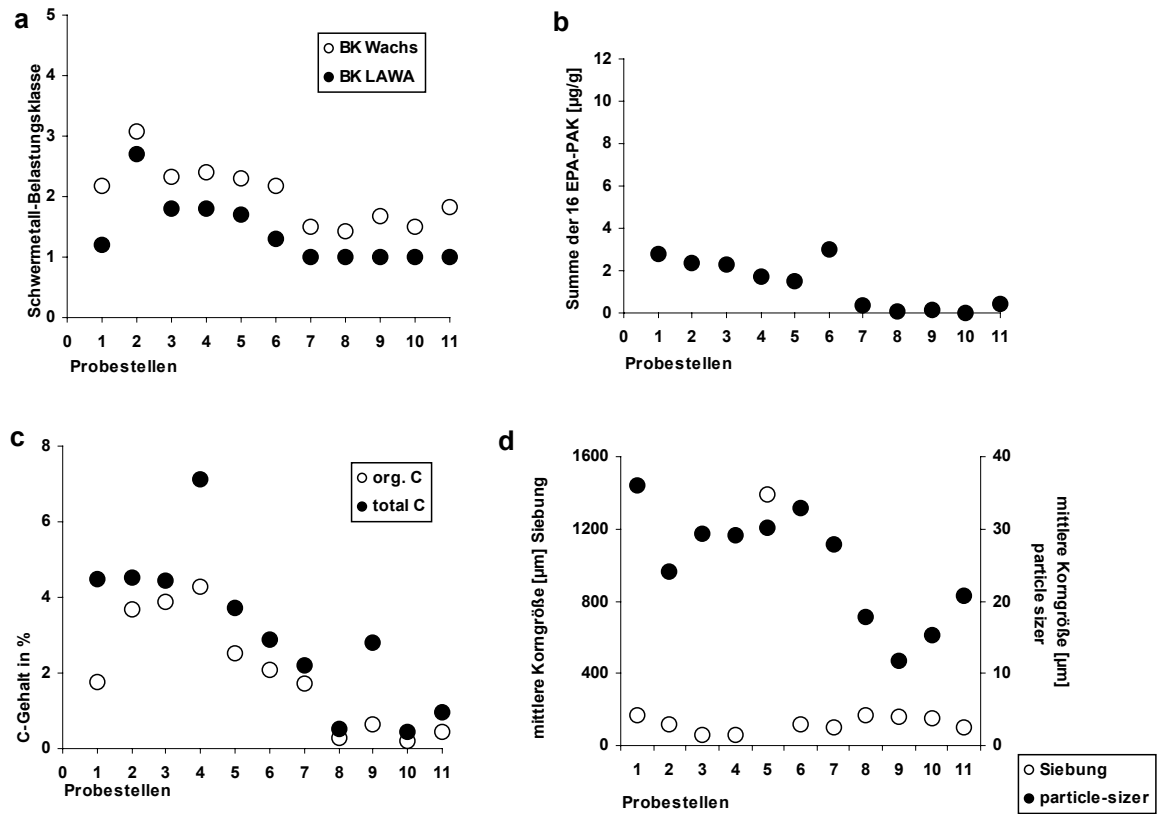 a
Schwermetall-Belastungsklasse
5
4
3
2
1
0
BK Wachs
BK LAWA
0 1 2 3 4 5 6 7 8 9 10 11
Probestellen
b
Summe der 16 EPA-PAK [µg/g]
12
10
8
6
4
2
0
0 1 2 3 4 5 6 7 8 9 10 11
Probestellen
c
C-Gehalt in %
8
6
4
2
0
org. C
total C
0 1 2 3 4 5 6 7 8 9 10 11
Probestellen
d
mittlere Korngröße [µm] Siebung
1600
1200
800
400
0
40
30
20
10
0
mittlere Korngröße [µm]
particle sizer
1 2 3 4 5 6 7 8 9 10 11
Probestellen
Siebung
particle-sizer